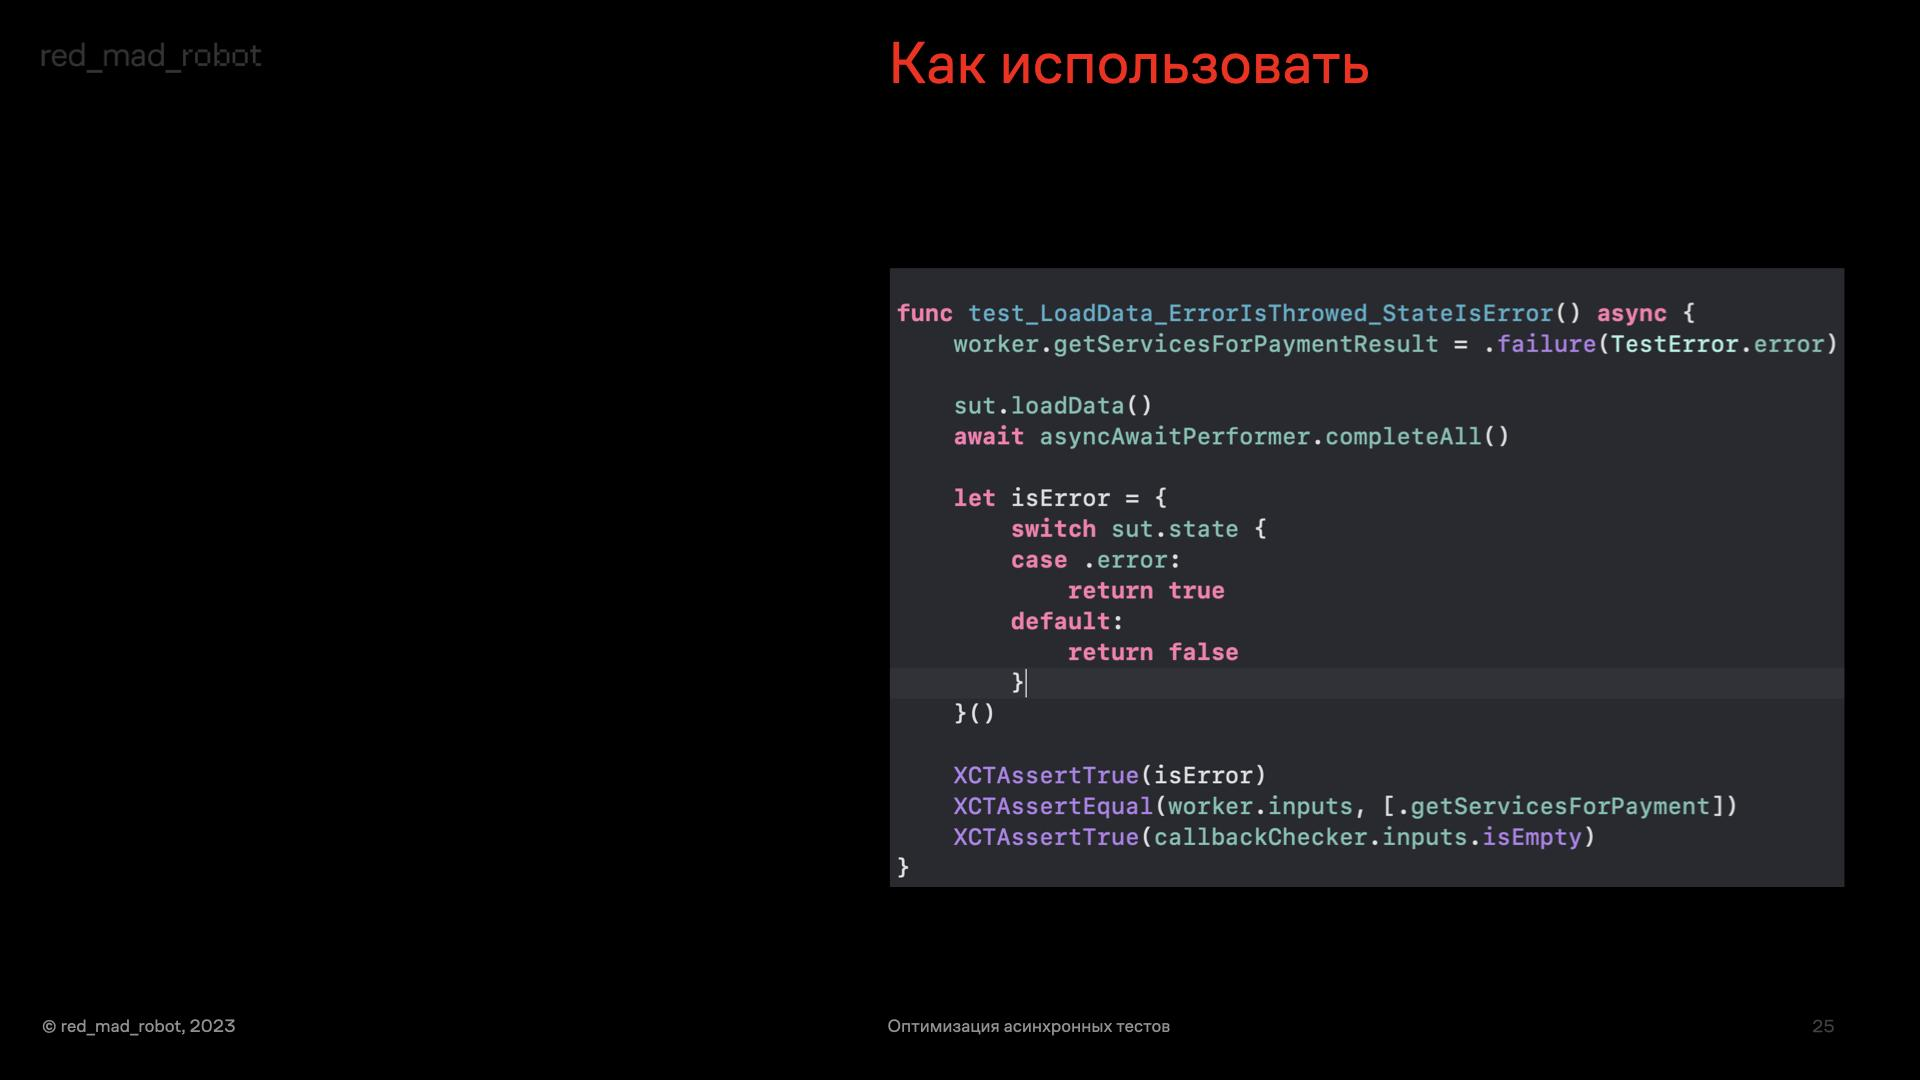 red_mad_robot
Как использовать
func test_LoadData_ErrorIsThrowed_StateIsError() async {
    worker.getServicesForPaymentResult = .failure(TestError.error)

    sut.loadData()
    await asyncAwaitPerformer.completeAll()

    let isError = {
        switch sut.state {
        case .error:
            return true
        default:
            return false
        }
    }()

    XCTAssertTrue(isError)
    XCTAssertEqual(worker.inputs, [.getServicesForPayment])
    XCTAssertTrue(callbackChecker.inputs.isEmpty)
}
© red_mad_robot, 2023
Оптимизация асинхронных тестов
25